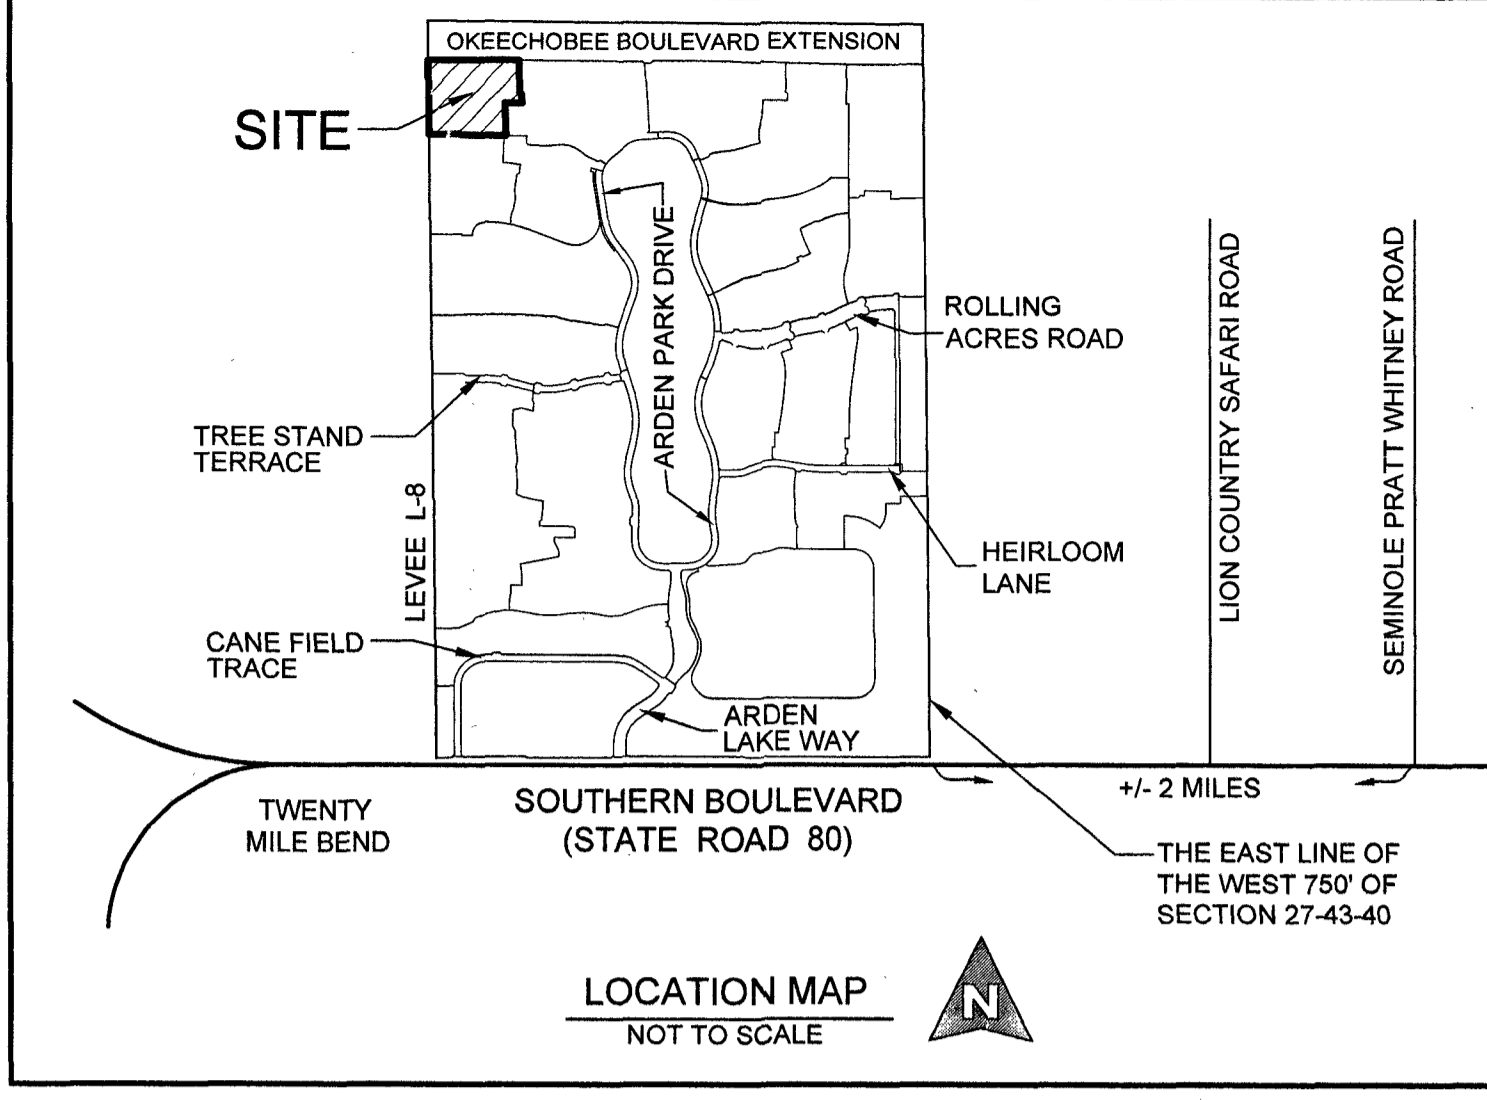 OKEECHOBEE BOULEVARD EXTENSION
SITE
ARDEN PARK DRIVE
ROLLING
ACRES ROAD
TREE STAND
TERRACE
LEVEE L-8
HEIRLOOM
LANE
CANE FIELD
TRACE
ARDEN
LAKE WAY
LION COUNTRY SAFARI ROAD
SEMINOLE PRATT WHITNEY ROAD
TWENTY
MILE BEND
SOUTHERN BOULEVARD
(STATE ROAD 80)
+/- 2 MILES
THE EAST LINE OF
THE WEST 750' OF
SECTION 27-43-40
LOCATION MAP
NOT TO SCALE
N